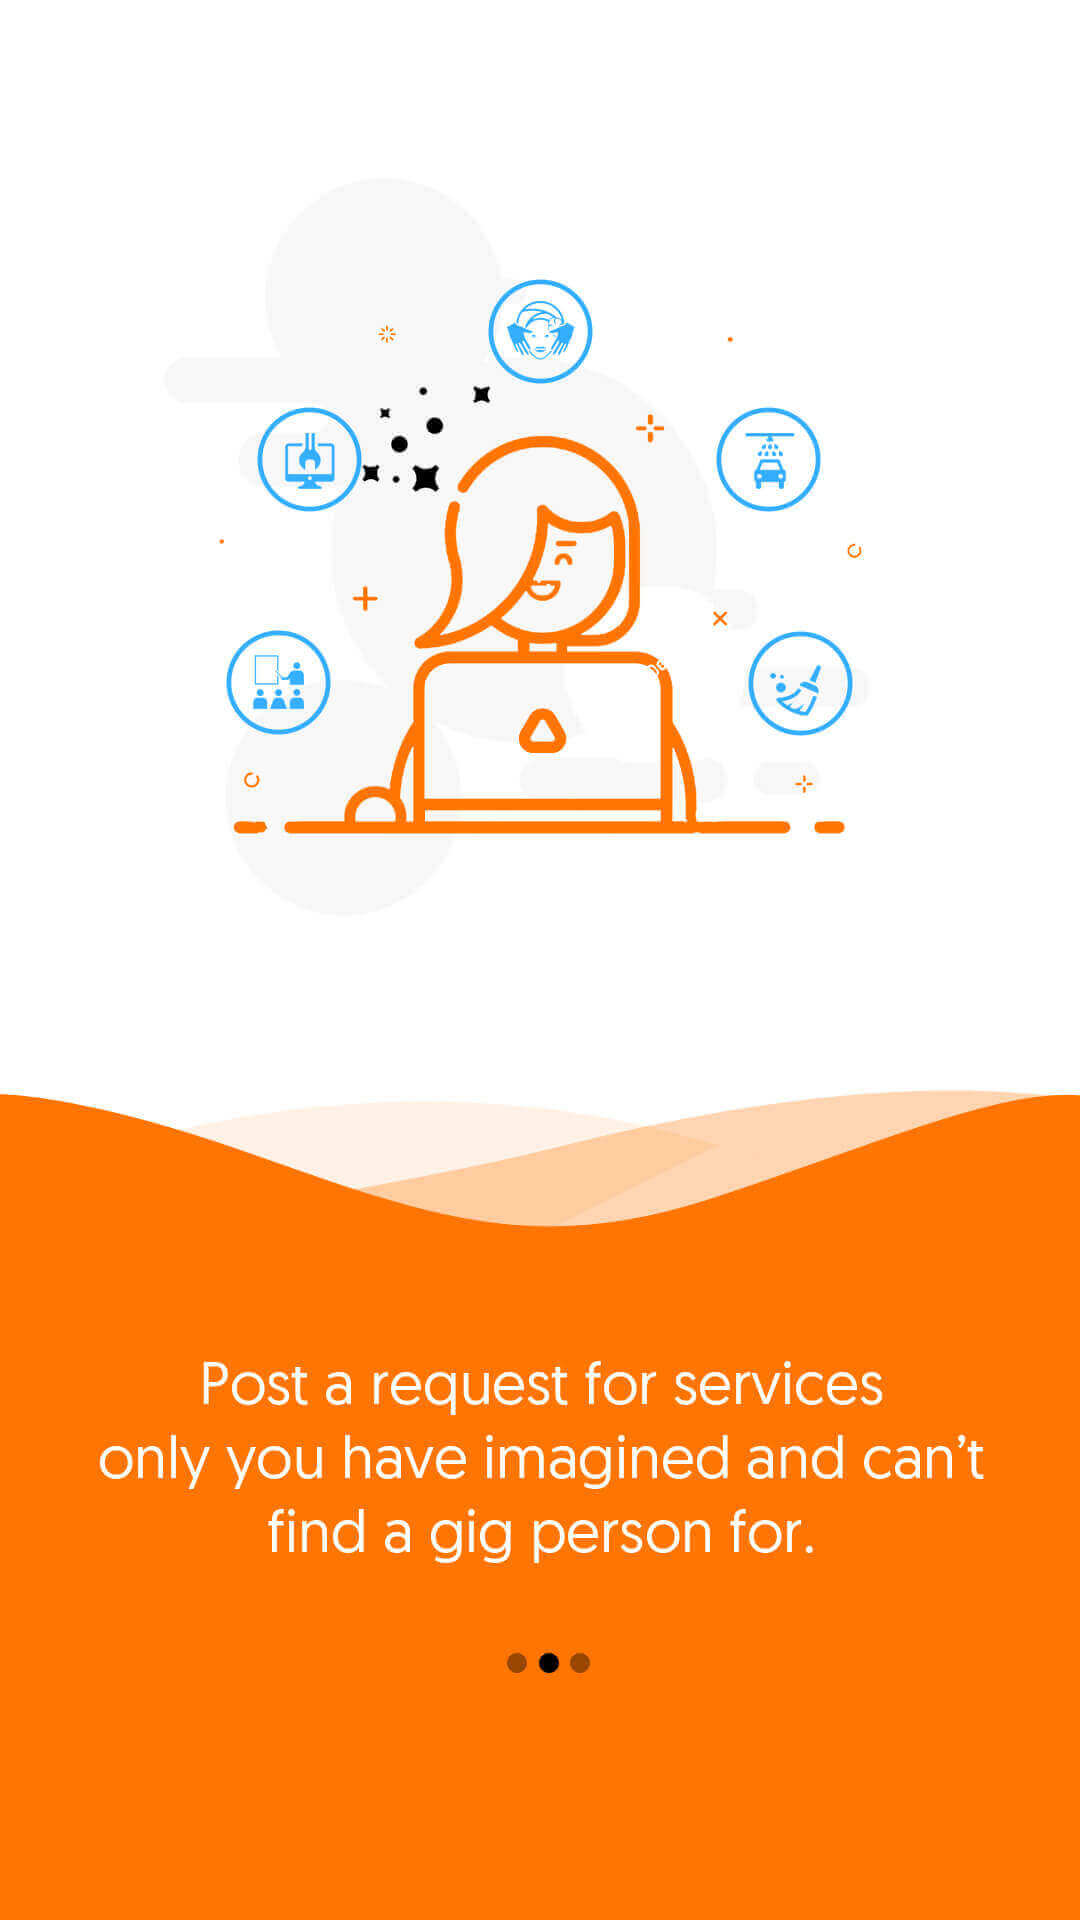 Post a request for services
only you have imagined and can’t
find a gig person for.